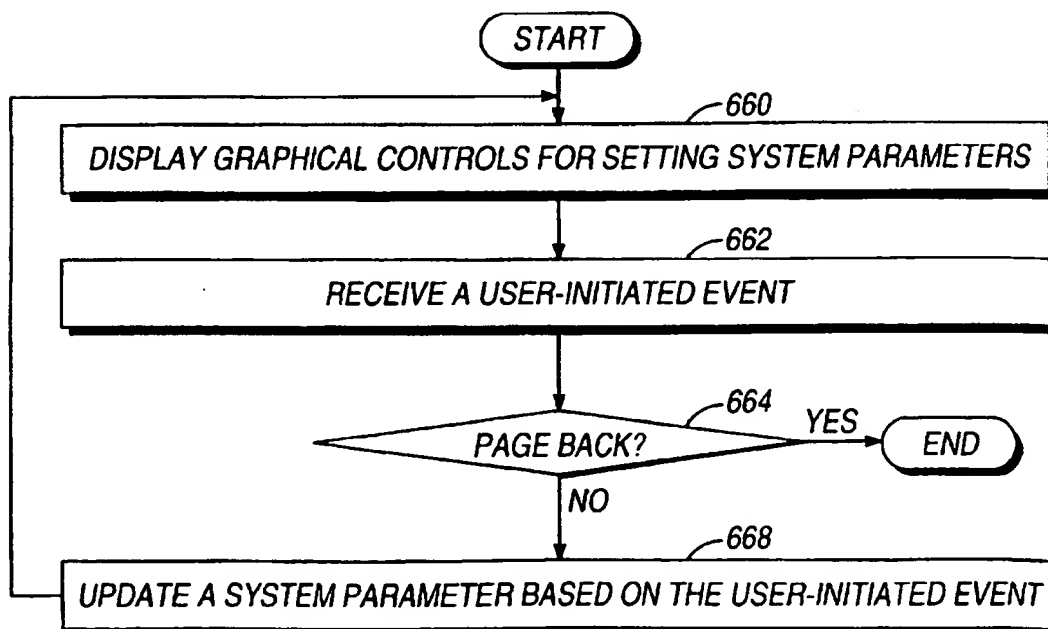 START
660
DISPLAY GRAPHICAL CONTROLS FOR SETTING SYSTEM PARAMETERS
662
RECEIVE A USER-INITIATED EVENT
664
PAGE BACK?
YES
END
NO
668
UPDATE A SYSTEM PARAMETER BASED ON THE USER-INITIATED EVENT